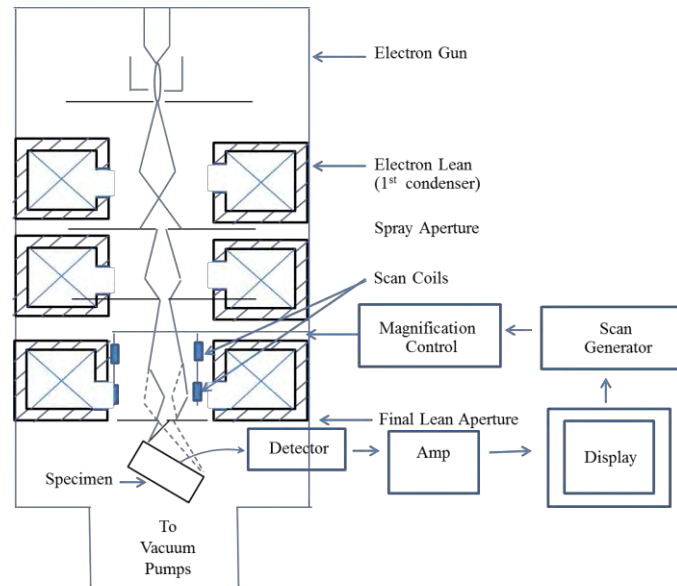 Electron Gun
Electron Lean
(1st condenser)
Spray Aperture
Scan Coils
Magnification
Control
Scan
Generator
Final Lean Aperture
Detector
Amp
Display
Specimen
To
Vacuum
Pumps